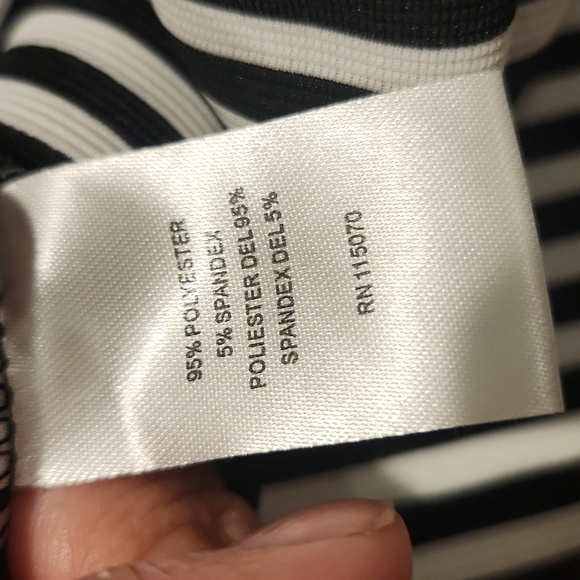 95% POLYESTER
5% SPANDEX
POLIESTER DEL 95%
SPANDEX DEL 5%
RN 115070